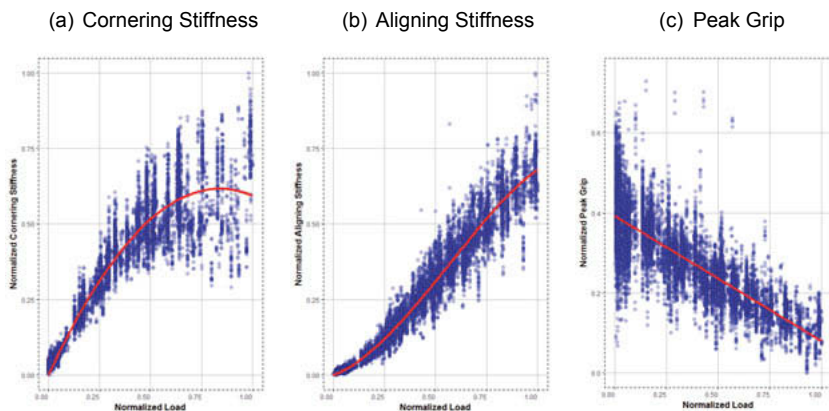 (a) Cornering Stiffness (b) Aligning Stiffness (c) Peak Grip
Normalized Cornering Stiffness
1.00
0.75
0.50
0.25
0.00
0.00 0.25 0.50 0.75 1.00
Normalized Load
Normalized Aligning Stiffness
1.00
0.75
0.50
0.25
0.00
0.00 0.25 0.50 0.75 1.00
Normalized Load
Normalized Peak Grip
0.6
0.4
0.2
0.0
0.00 0.25 0.50 0.75 1.00
Normalized Load